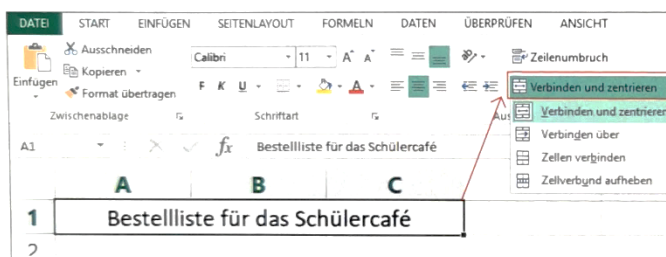 DATEI START EINFÜGEN SEITENLAYOUT FORMELN DATEN ÜBERPRÜFEN ANSICHT
Ausschneiden
Kopieren
Format übertragen
Einfügen
Zwischenablage
Calibri 11 A A
F K U A
Schriftart
Zeilenumbruch
Verbinden und zentrieren
Aus
Verbinden und zentrieren
Verbinden über
Zellen verbinden
Zellverbund aufheben
A1 fx Bestellliste für das Schülercafé
A B C
1 Bestellliste für das Schülercafé
2